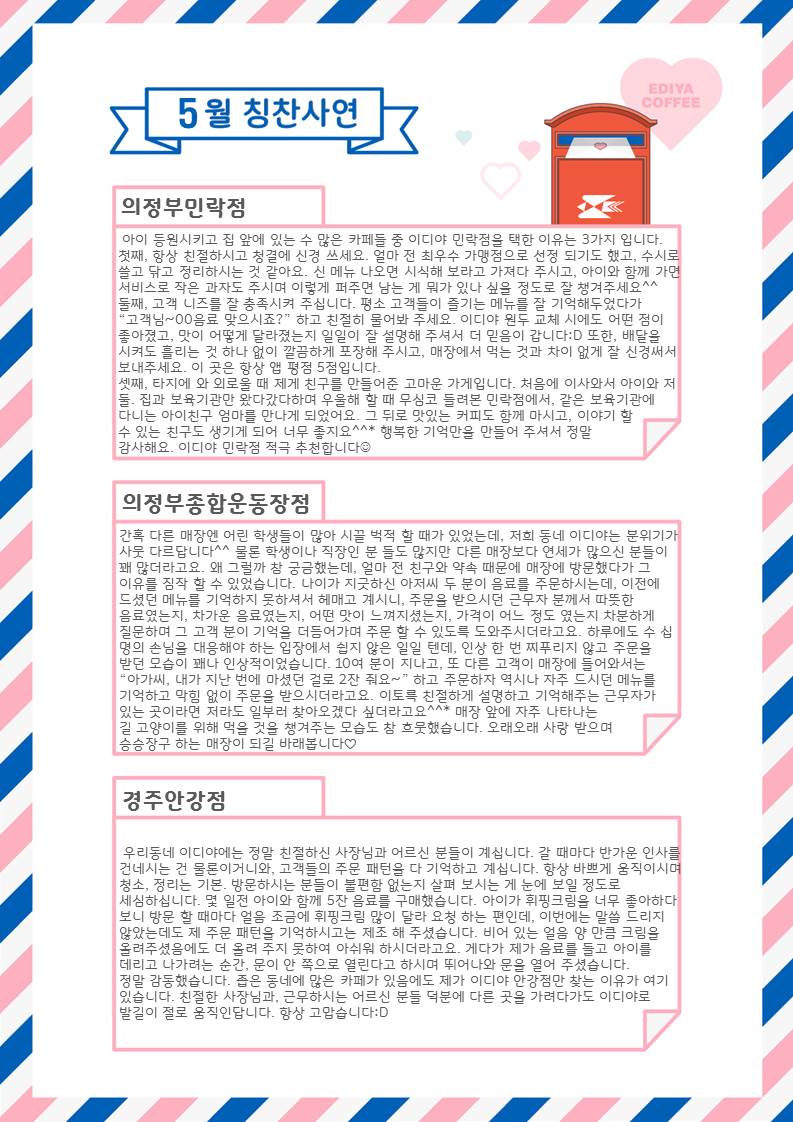 EDIYA
COFFEE
5월 칭찬사연
의정부민락점
아이 등원시키고 집 앞에 있는 수 많은 카페들 중 이디야 민락점을 택한 이유는 3가지 입니다.
첫째, 항상 친절하시고 청결에 신경 쓰세요. 얼마 전 최우수 가맹점으로 선정 되기도 했고, 수시로
쓸고 닦고 정리하시는 것 같아요. 신 메뉴 나오면 시식해 보라고 가져다 주시고, 아이와 함께 가면
서비스로 작은 과자도 주시며 이렇게 퍼주면 남는 게 뭐가 있나 싶을 정도로 잘 챙겨주세요^^
둘째, 고객 니즈를 잘 충족시켜 주십니다. 평소 고객들이 즐기는 메뉴를 잘 기억해두었다가
“고객님~00음료 맞으시죠?” 하고 친절히 물어봐 주세요. 이디야 원두 교체 시에도 어떤 점이
좋아졌고, 맛이 어떻게 달라졌는지 일일이 잘 설명해 주셔서 더 믿음이 갑니다:D 또한, 배달을
시켜도 흘리는 것 하나 없이 깔끔하게 포장해 주시고, 매장에서 먹는 것과 차이 없게 잘 신경써서
보내주세요. 이 곳은 항상 앱 평점 5점입니다.
셋째, 타지에 와 외로울 때 제게 친구를 만들어준 고마운 가게입니다. 처음에 이사와서 아이와 저
둘. 집과 보육기관만 왔다갔다하며 우울해 할 때 무심코 들려본 민락점에서, 같은 보육기관에
다니는 아이친구 엄마를 만나게 되었어요. 그 뒤로 맛있는 커피도 함께 마시고, 이야기 할
수 있는 친구도 생기게 되어 너무 좋지요^^* 행복한 기억만을 만들어 주셔서 정말
감사해요. 이디야 민락점 적극 추천합니다☺
의정부종합운동장점
간혹 다른 매장엔 어린 학생들이 많아 시끌 벅적 할 때가 있었는데, 저희 동네 이디야는 분위기가
사뭇 다르답니다^^ 물론 학생이나 직장인 분 들도 많지만 다른 매장보다 연세가 많으신 분들이
꽤 많더라고요. 왜 그럴까 참 궁금했는데, 얼마 전 친구와 약속 때문에 매장에 방문했다가 그
이유를 짐작 할 수 있었습니다. 나이가 지긋하신 아저씨 두 분이 음료를 주문하시는데, 이전에
드셨던 메뉴를 기억하지 못하셔서 헤매고 계시니, 주문을 받으시던 근무자 분께서 따뜻한
음료였는지, 차가운 음료였는지, 어떤 맛이 느껴지셨는지, 가격이 어느 정도 였는지 차분하게
질문하며 그 고객 분이 기억을 더듬어가며 주문 할 수 있도록 도와주시더라고요. 하루에도 수 십
명의 손님을 대응해야 하는 입장에서 쉽지 않은 일일 텐데, 인상 한 번 찌푸리지 않고 주문을
받던 모습이 꽤나 인상적이었습니다. 10여 분이 지나고, 또 다른 고객이 매장에 들어와서는
“아가씨, 내가 지난 번에 마셨던 걸로 2잔 줘요~” 하고 주문하자 역시나 자주 드시던 메뉴를
기억하고 막힘 없이 주문을 받으시더라고요. 이토록 친절하게 설명하고 기억해주는 근무자가
있는 곳이라면 저라도 일부러 찾아오겠다 싶더라고요^^* 매장 앞에 자주 나타나는
길 고양이를 위해 먹을 것을 챙겨주는 모습도 참 흐뭇했습니다. 오래오래 사랑 받으며
승승장구 하는 매장이 되길 바래봅니다♡
경주안강점
우리동네 이디야에는 정말 친절하신 사장님과 어르신 분들이 계십니다. 갈 때마다 반가운 인사를
건네시는 건 물론이거니와, 고객들의 주문 패턴을 다 기억하고 계십니다. 항상 바쁘게 움직이시며
청소, 정리는 기본. 방문하시는 분들이 불편함 없는지 살펴 보시는 게 눈에 보일 정도로
세심하십니다. 몇 일전 아이와 함께 5잔 음료를 구매했습니다. 아이가 휘핑크림을 너무 좋아하다
보니 방문 할 때마다 얼음 조금에 휘핑크림 많이 달라 요청 하는 편인데, 이번에는 말씀 드리지
않았는데도 제 주문 패턴을 기억하시고는 제조 해 주셨습니다. 비어 있는 얼음 양 만큼 크림을
올려주셨음에도 더 올려 주지 못하여 아쉬워 하시더라고요. 게다가 제가 음료를 들고 아이를
데리고 나가려는 순간, 문이 안 쪽으로 열린다고 하시며 뛰어나와 문을 열어 주셨습니다.
정말 감동했습니다. 좁은 동네에 많은 카페가 있음에도 제가 이디야 안강점만 찾는 이유가 여기
있습니다. 친절한 사장님과, 근무하시는 어르신 분들 덕분에 다른 곳을 가려다가도 이디야로
발길이 절로 움직인답니다. 항상 고맙습니다:D